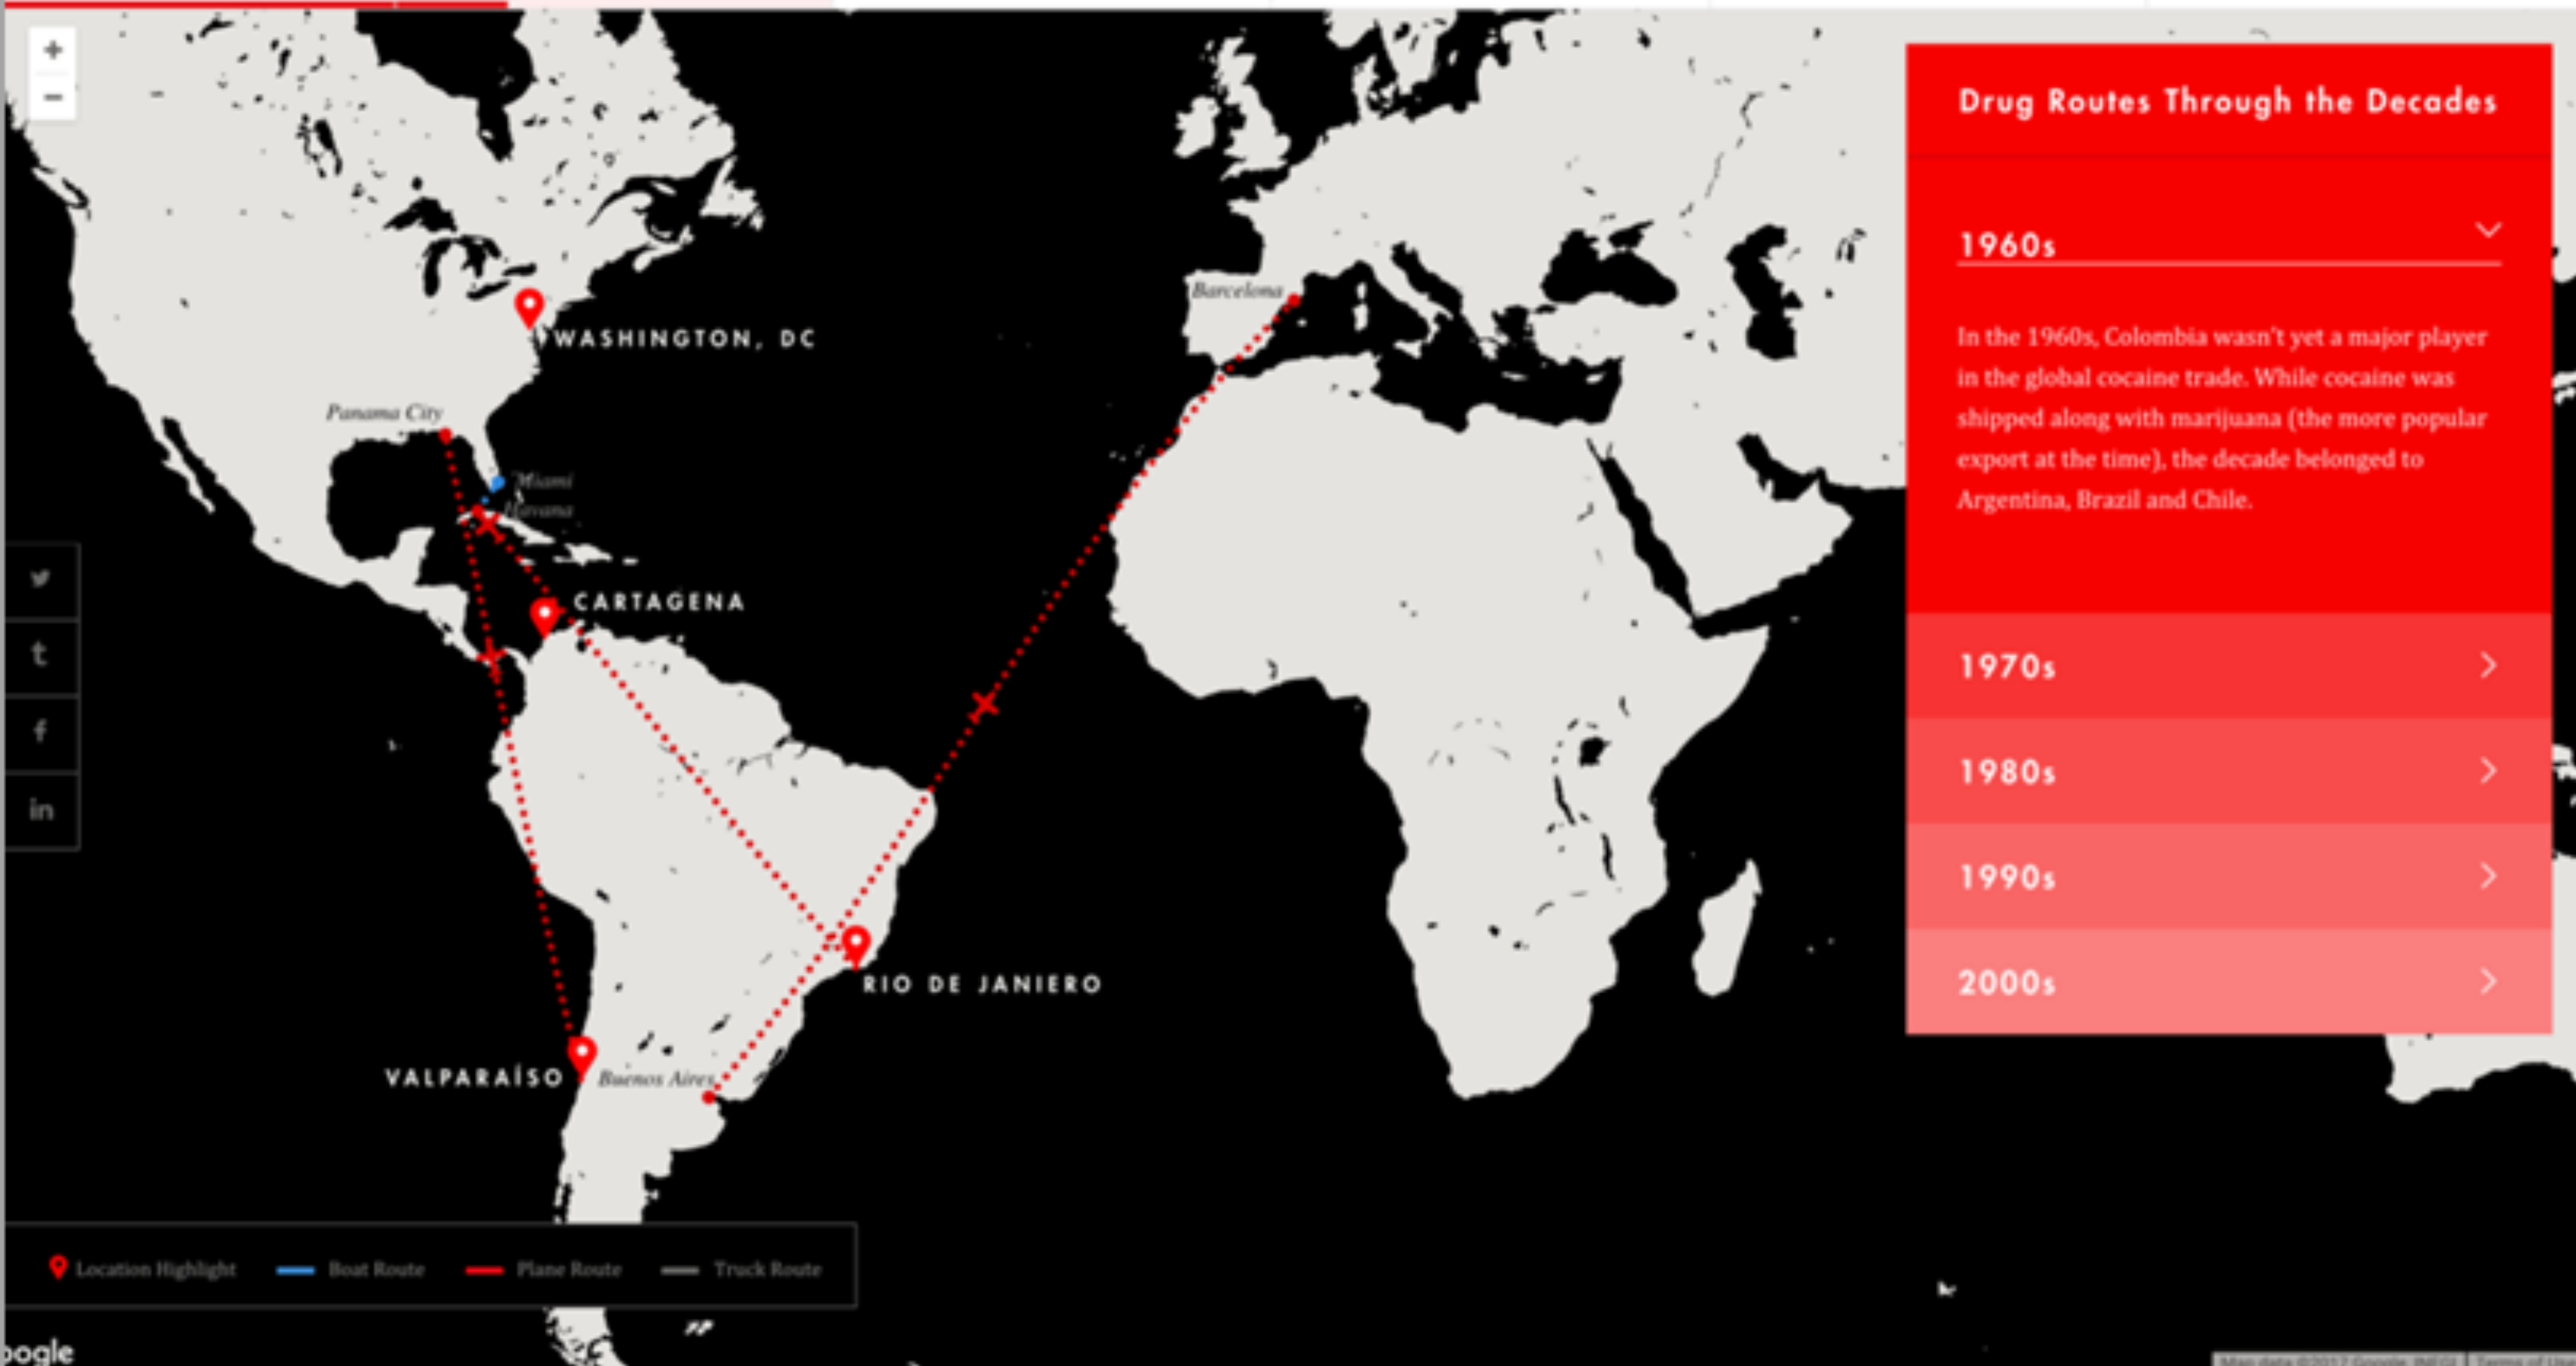 +
Drug Routes Through the Decades
−
1960s
Barcelona
WASHINGTON, DC
In the 1960s, Colombia wasn't yet a major player
in the global cocaine trade. While cocaine was
shipped along with marijuana (the more popular
export at the time), the decade belonged to
Argentina, Brazil and Chile.
Panama City
Miami
Havana
CARTAGENA
t
f
in
1970s
1980s
1990s
2000s
RIO DE JANIERO
VALPARAÍSO
Buenos Aires
Location Highlight
Boat Route
Plane Route
Truck Route
oogle